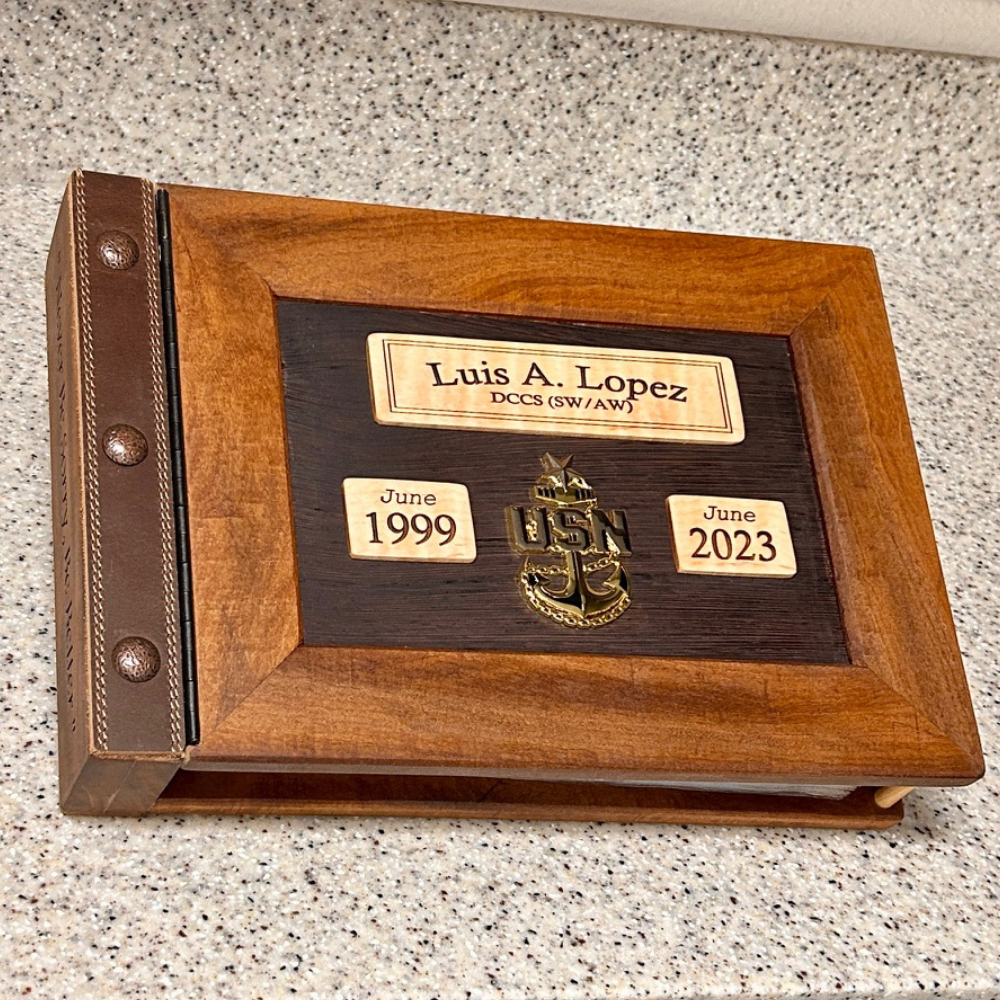 Luis A. Lopez
DCCS (SW/AW)
June
1999
USN
June
2023